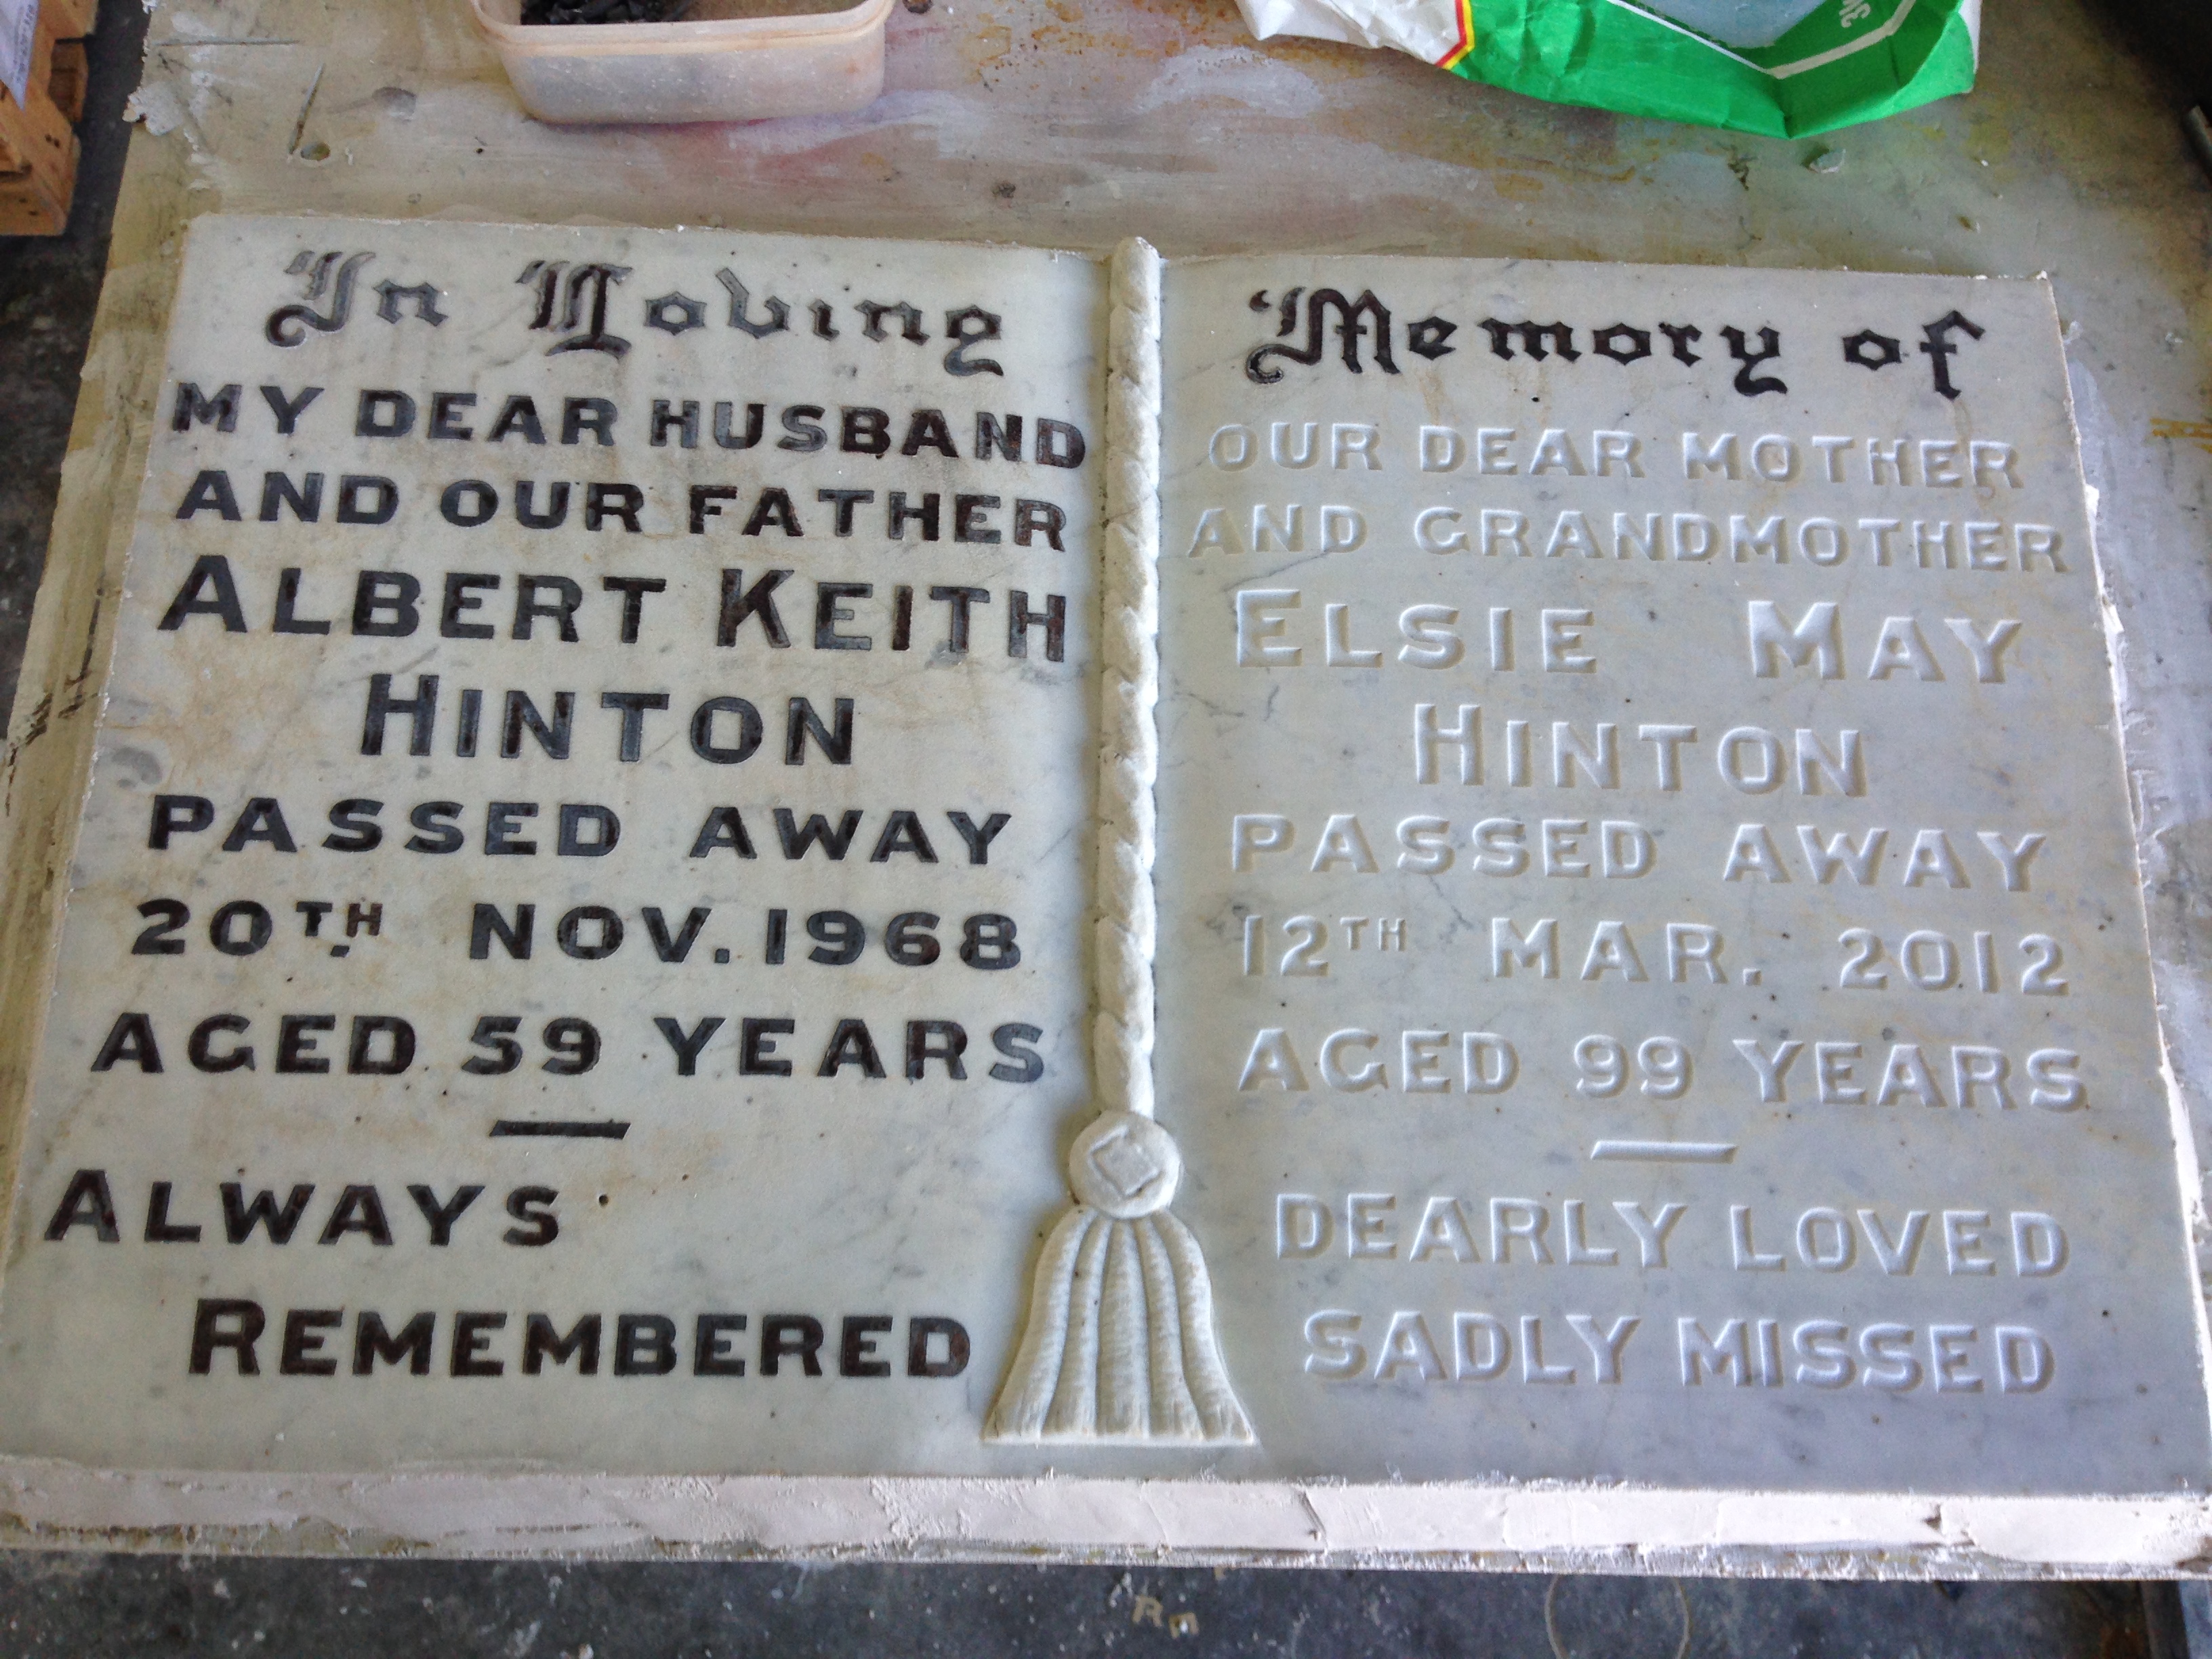 In Loving
MY DEAR HUSBAND
AND OUR FATHER
ALBERT KEITH
HINTON
PASSED AWAY
20TH NOV. 1968
AGED 59 YEARS
ALWAYS
REMEMBERED
Memory of
OUR DEAR MOTHER
AND GRANDMOTHER
ELSIE MAY
HINTON
PASSED AWAY
12TH MAR. 2012
AGED 99 YEARS
DEARLY LOVED
SADLY MISSED